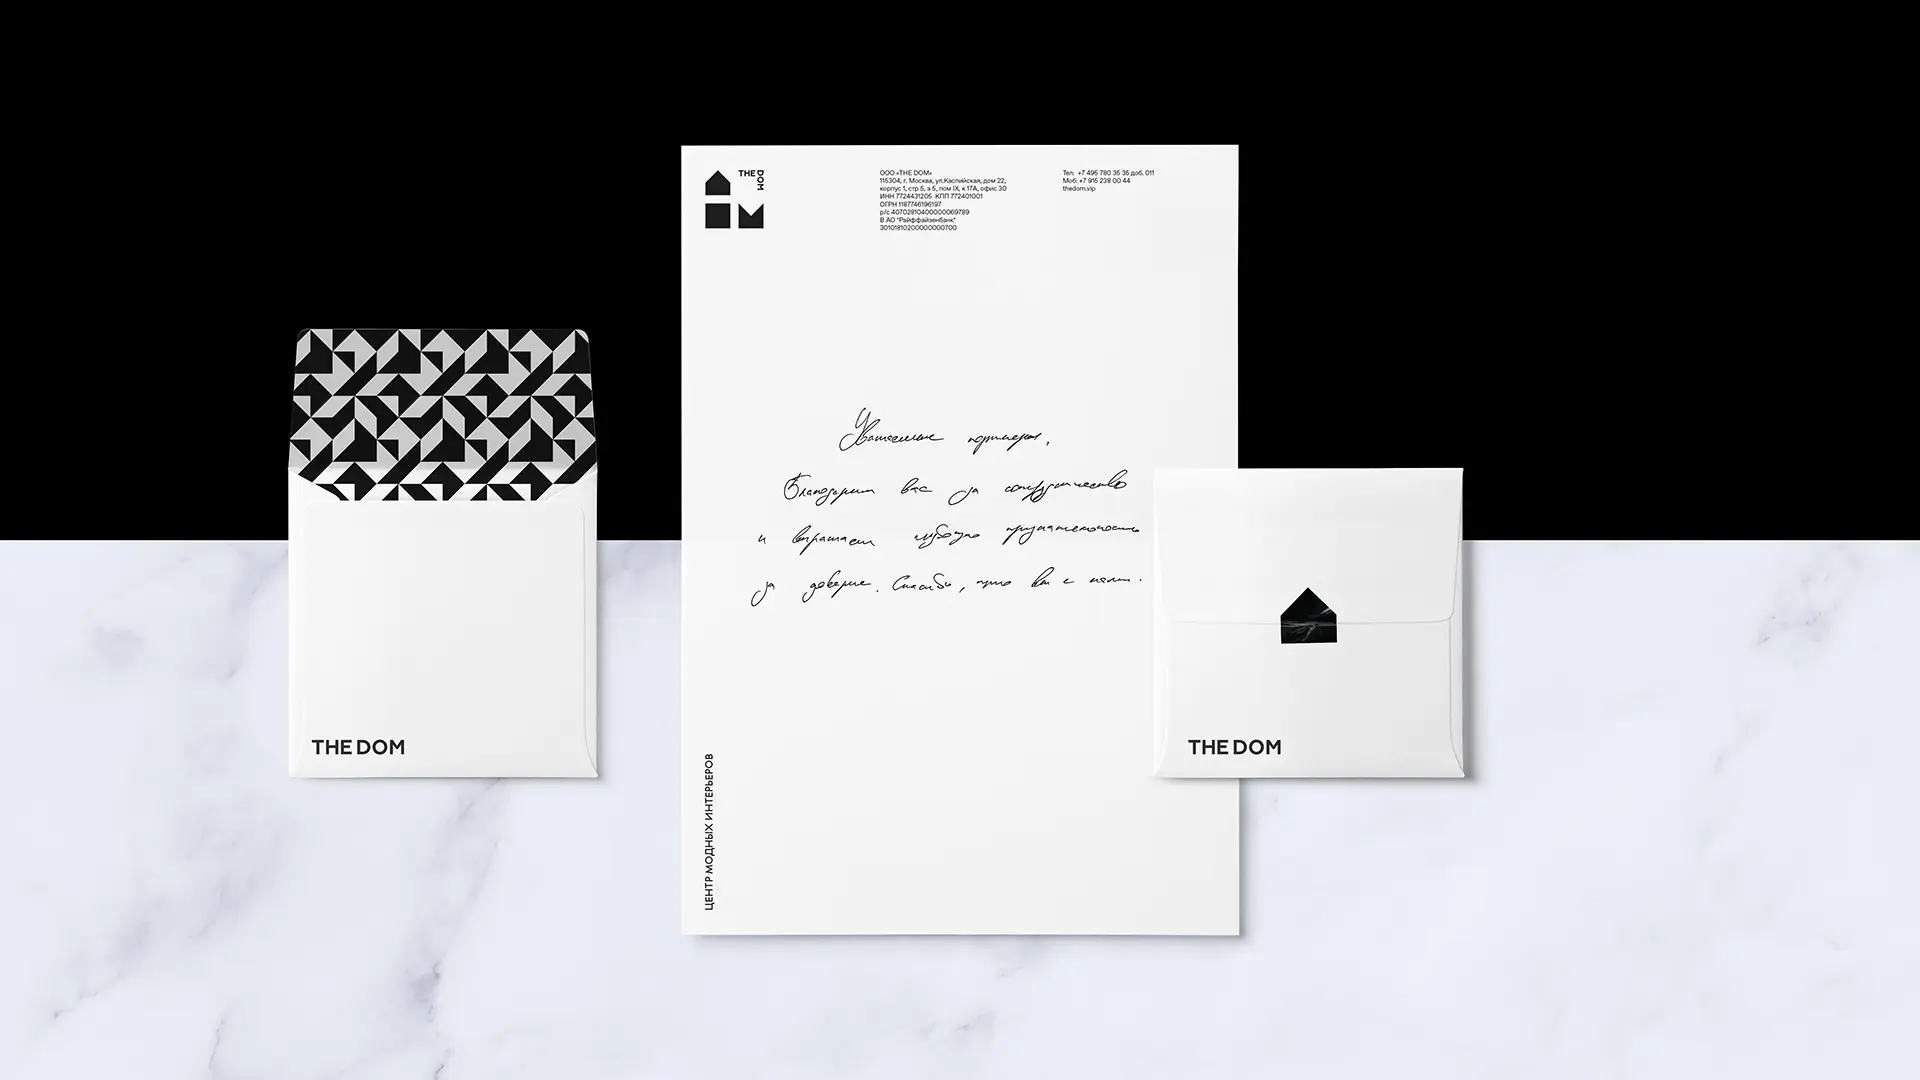 THE
DOM
ООО «THE DOM»
115304, г. Москва, ул.Каспийская, дом 22,
корпус 1, стр 5, э 5, пом IX, к 17А, офис 30
ИНН 7724431205 КПП 772401001
ОГРН 1187746196197
р/с 40702810400000069789
В АО "Райффайзенбанк"
30101810200000000700
Тел: +7 495 780 35 35 доб. 011
Моб: +7 915 238 00 44
thedom.vip
Уважаемые партнеры,
Благодарим вас за сотрудничество
и выражаем глубокую признательность
за доверие. Спасибо, что вы с нами.
ЦЕНТР МОДНЫХ ИНТЕРЬЕРОВ
THE DOM
THE DOM